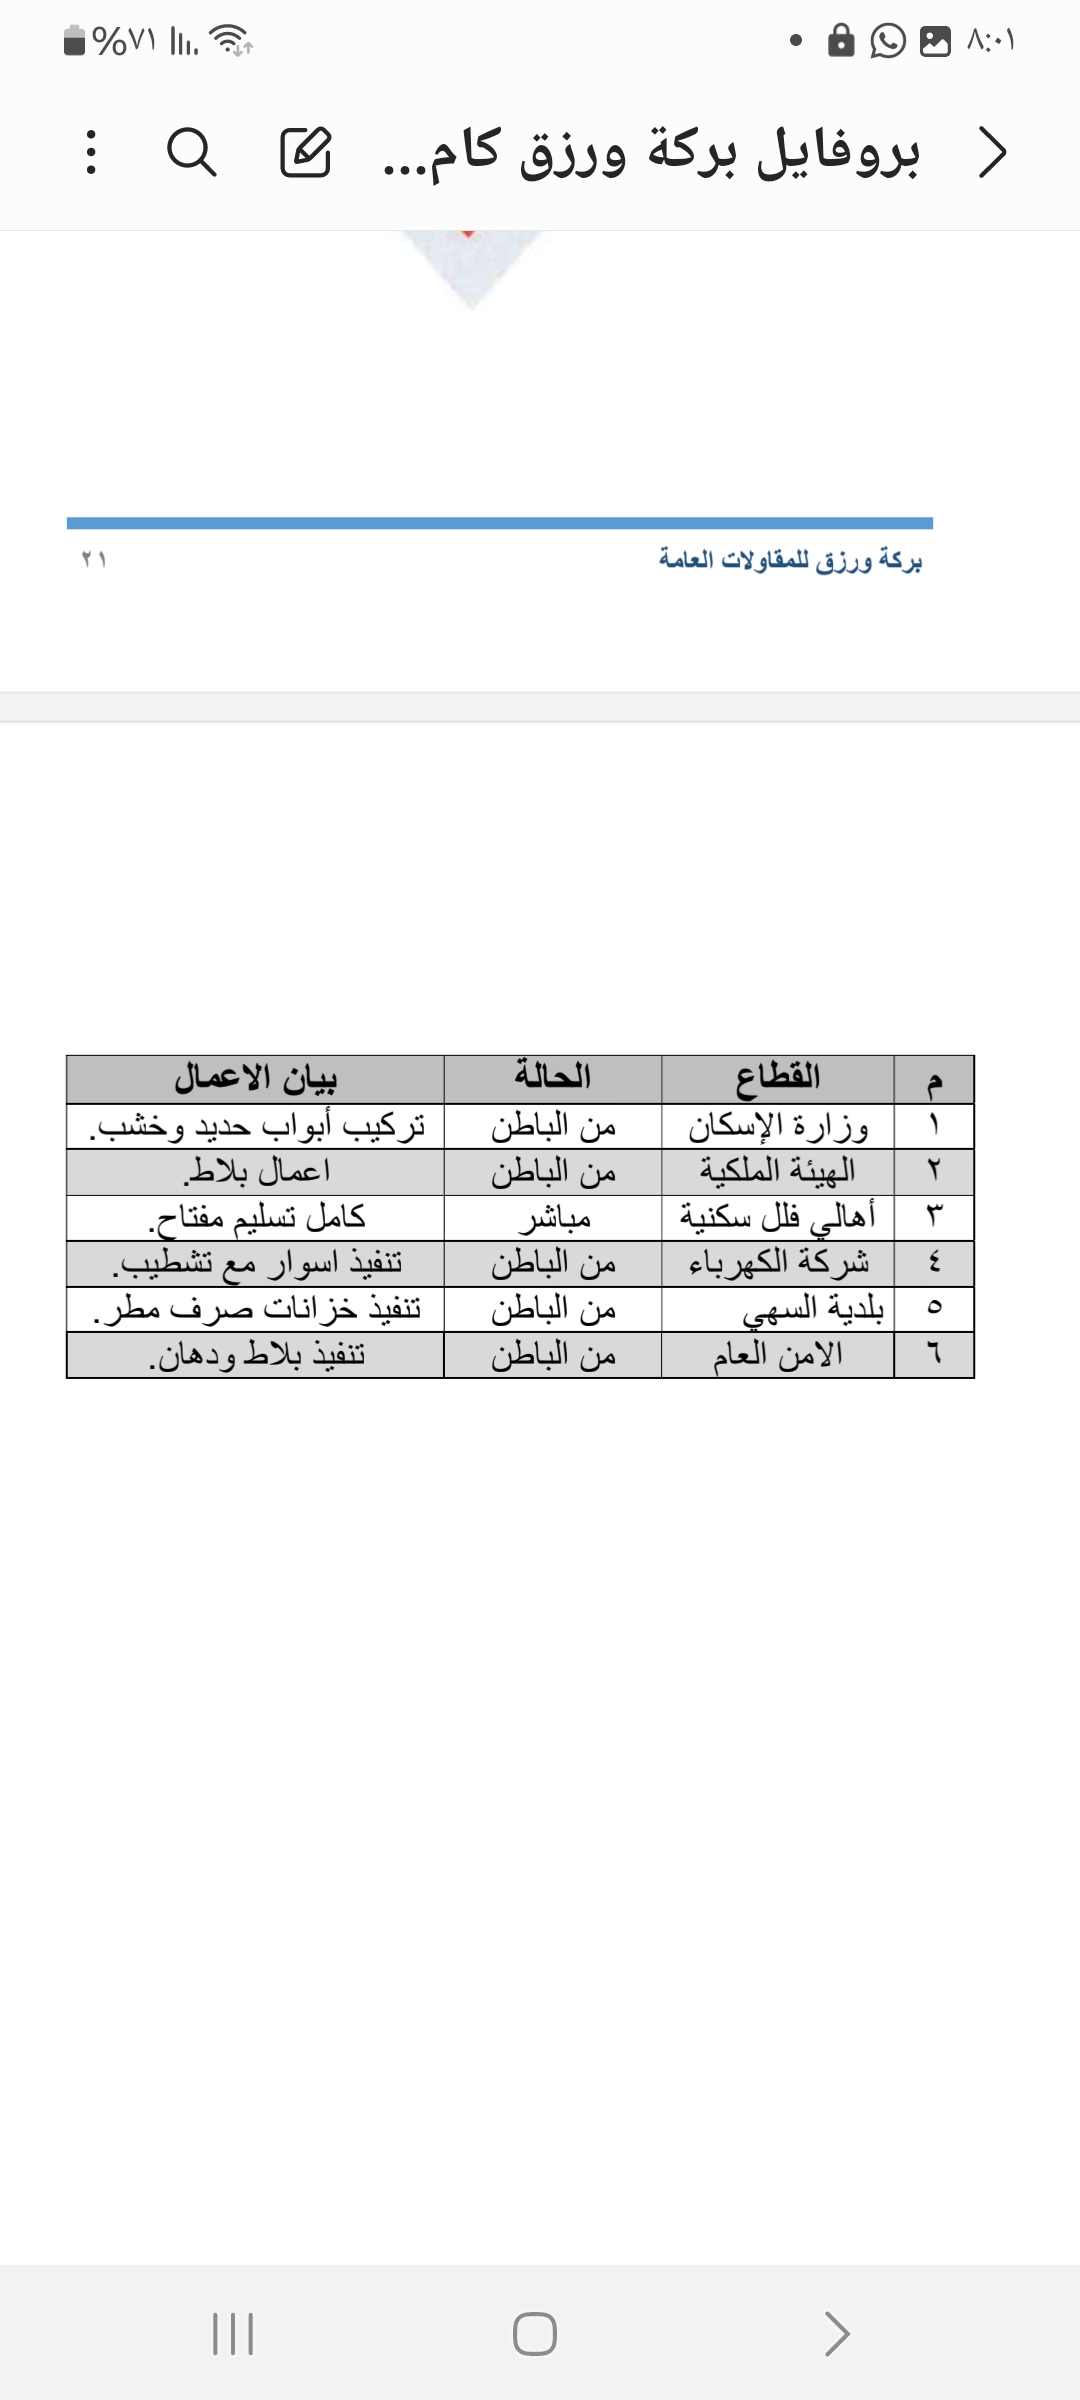 ٨:٠١ %٧١
بروفايل بركة ورزق كام...
بركة ورزق للمقاولات العامة ٢١
م القطاع الحالة بيان الاعمال
١ وزارة الإسكان من الباطن تركيب أبواب حديد وخشب.
٢ الهيئة الملكية من الباطن اعمال بلاط.
٣ أهالي فلل سكنية مباشر كامل تسليم مفتاح.
٤ شركة الكهرباء من الباطن تنفيذ اسوار مع تشطيب.
٥ بلدية السهي من الباطن تنفيذ خزانات صرف مطر.
٦ الامن العام من الباطن تنفيذ بلاط ودهان.